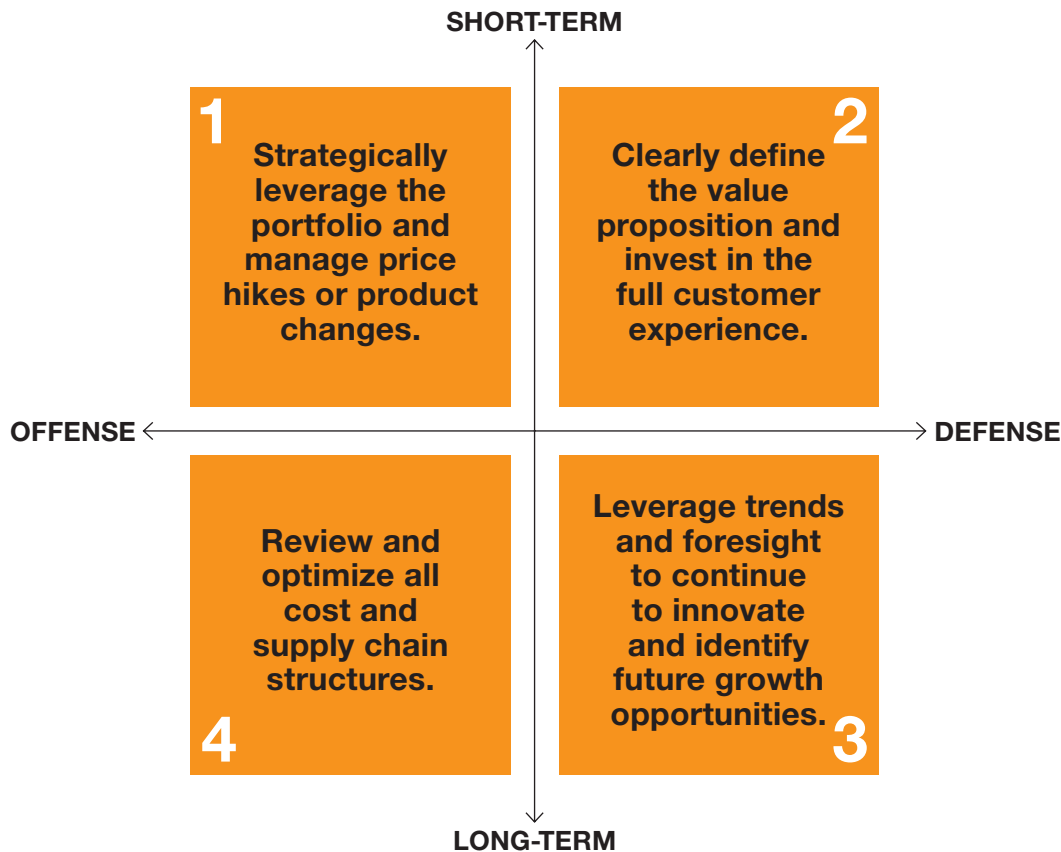 SHORT-TERM
1
Strategically
leverage the
portfolio and
manage price
hikes or product
changes.
2
Clearly define
the value
proposition and
invest in the
full customer
experience.
OFFENSE
DEFENSE
Review and
optimize all
cost and
supply chain
structures.
4
Leverage trends
and foresight
to continue
to innovate
and identify
future growth
opportunities.
3
LONG-TERM